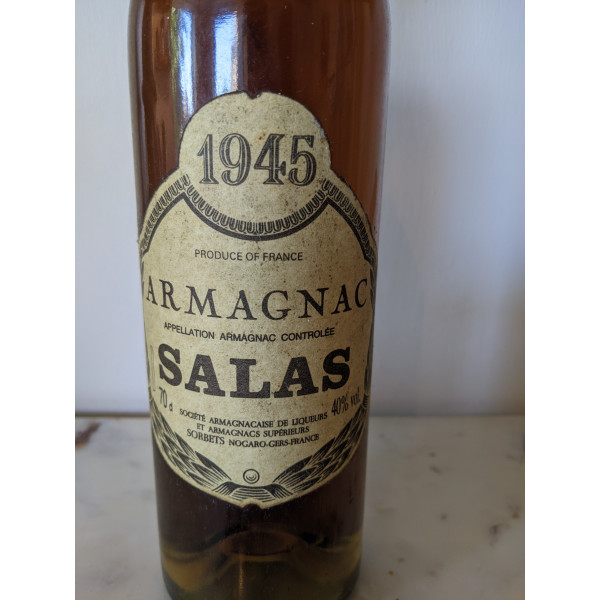 1945
PRODUCE OF FRANCE
ARMAGNAC
APPELLATION ARMAGNAC CONTROLÉE
SALAS
70 cl 40% vol.
SOCIÉTÉ ARMAGNACAISE DE LIQUEURS
ET ARMAGNACS SUPÉRIEURS
SORBETS NOGARO-GERS-FRANCE